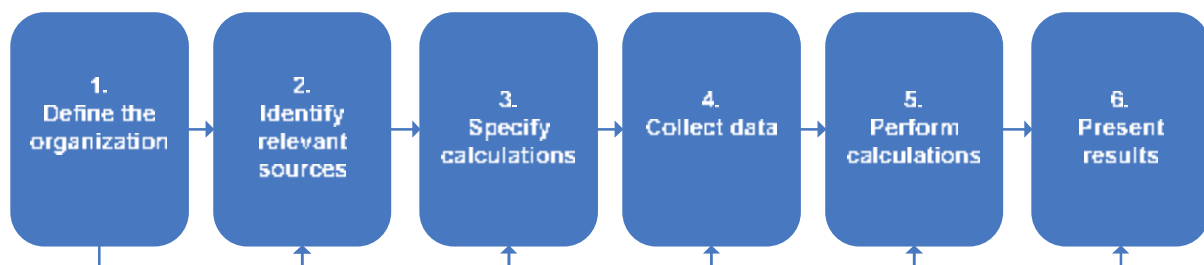 1.
Define the
organization
2.
Identify
relevant
sources
3.
Specify
calculations
4.
Collect data
5.
Perform
calculations
6.
Present
results